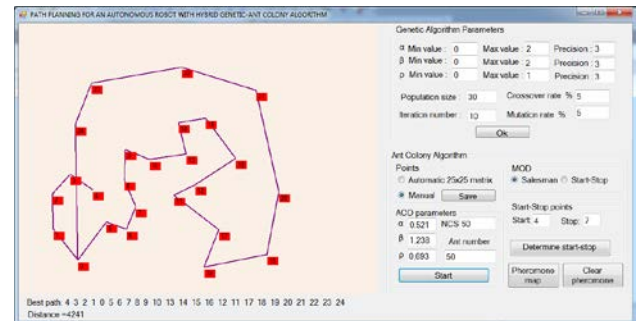 PATH PLANNING FOR AN AUTONOMOUS ROBOT WITH HYBRID GENETIC-ANT COLONY ALGORITHM
Genetic Algorithm Parameters
α Min value : 0 Max value : 2 Precision : 3
β Min value : 0 Max value : 2 Precision : 3
ρ Min value : 0 Max value : 1 Precision : 3
Population size : 30 Crossover rate % 5
Iteration number : 10 Mutation rate % 5
Ok
Ant Colony Algorithm
Points
Automatic 25x25 matrix
Manual Save
MOD
Salesman Start-Stop
ACO parameters
α 0.521 NCS 50
β 1.238 Ant number
ρ 0.693 50
Start
Start-Stop points
Start: 4 Stop: 7
Determine start-stop
Pheromone map
Clear pheromone
Best path: 4 3 2 1 0 5 6 7 8 9 10 13 14 15 16 12 11 17 18 19 20 21 22 23 24
Distance =4241